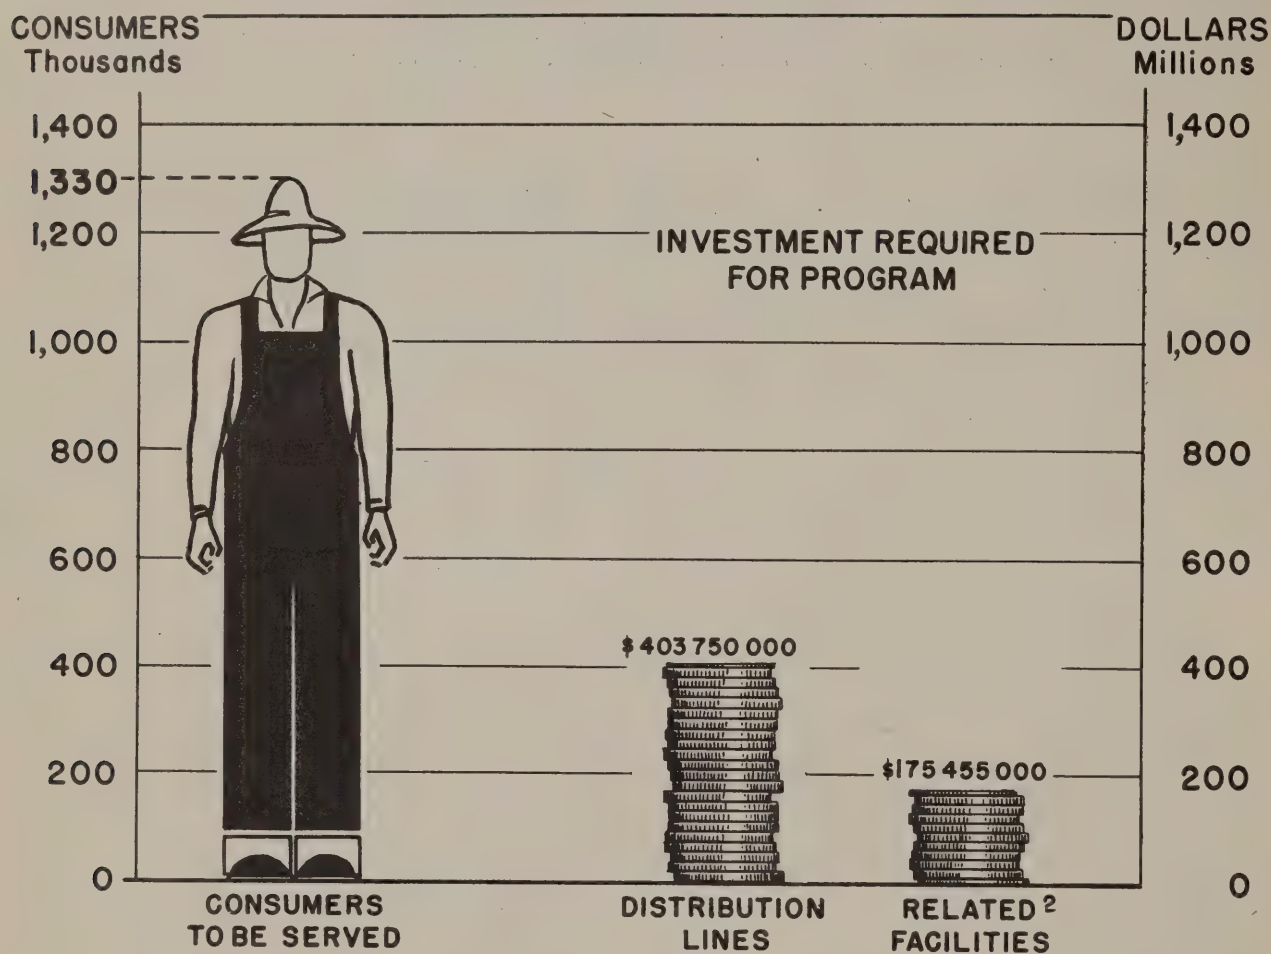 CONSUMERS
Thousands
DOLLARS
Millions
1,400
1,330
1,200
1,000
800
600
400
200
0
1,400
1,200
1,000
800
600
400
200
0
INVESTMENT REQUIRED
FOR PROGRAM
$403750000
$175455000
CONSUMERS
TO BE SERVED
DISTRIBUTION
LINES
RELATED²
FACILITIES